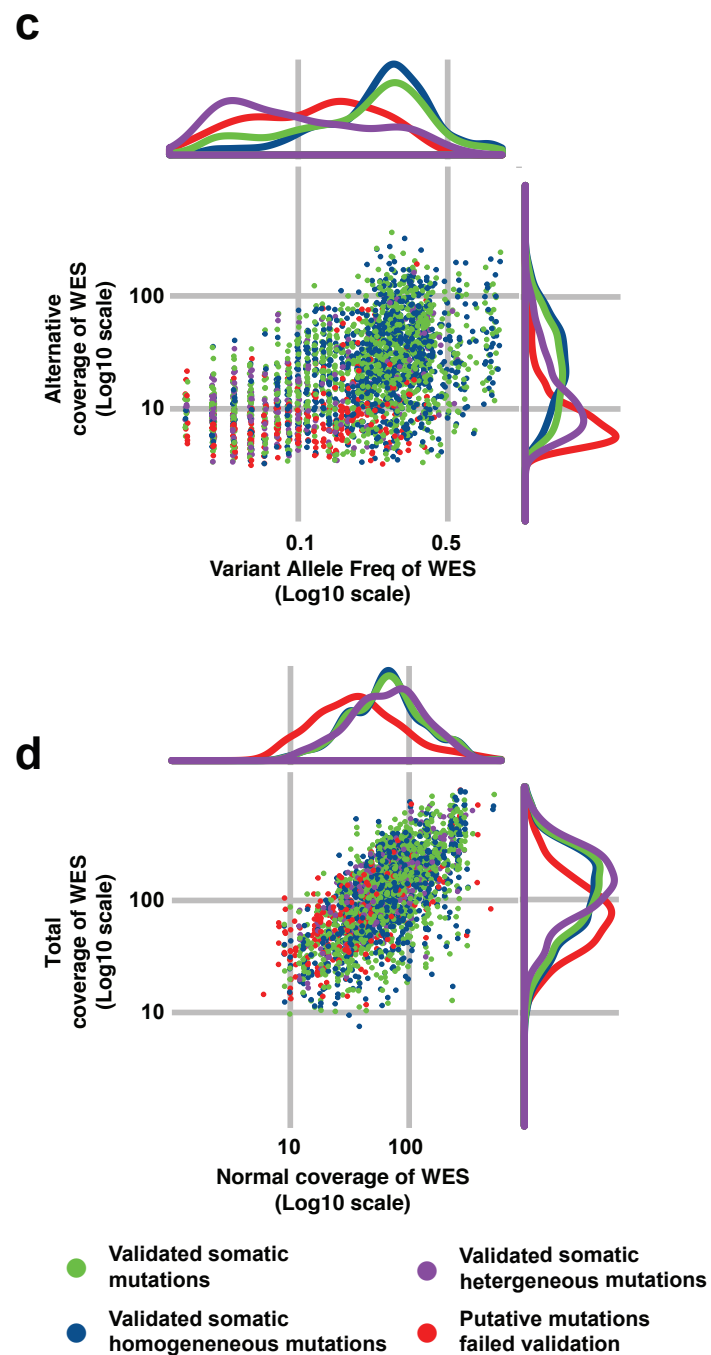 c
Alternative
coverage of WES
(Log10 scale)
100
10
0.1
0.5
Variant Allele Freq of WES
(Log10 scale)
d
Total
coverage of WES
(Log10 scale)
100
10
10
100
Normal coverage of WES
(Log10 scale)
Validated somatic
mutations
Validated somatic
homogeneneous mutations
Validated somatic
hetergeneous mutations
Putative mutations
failed validation